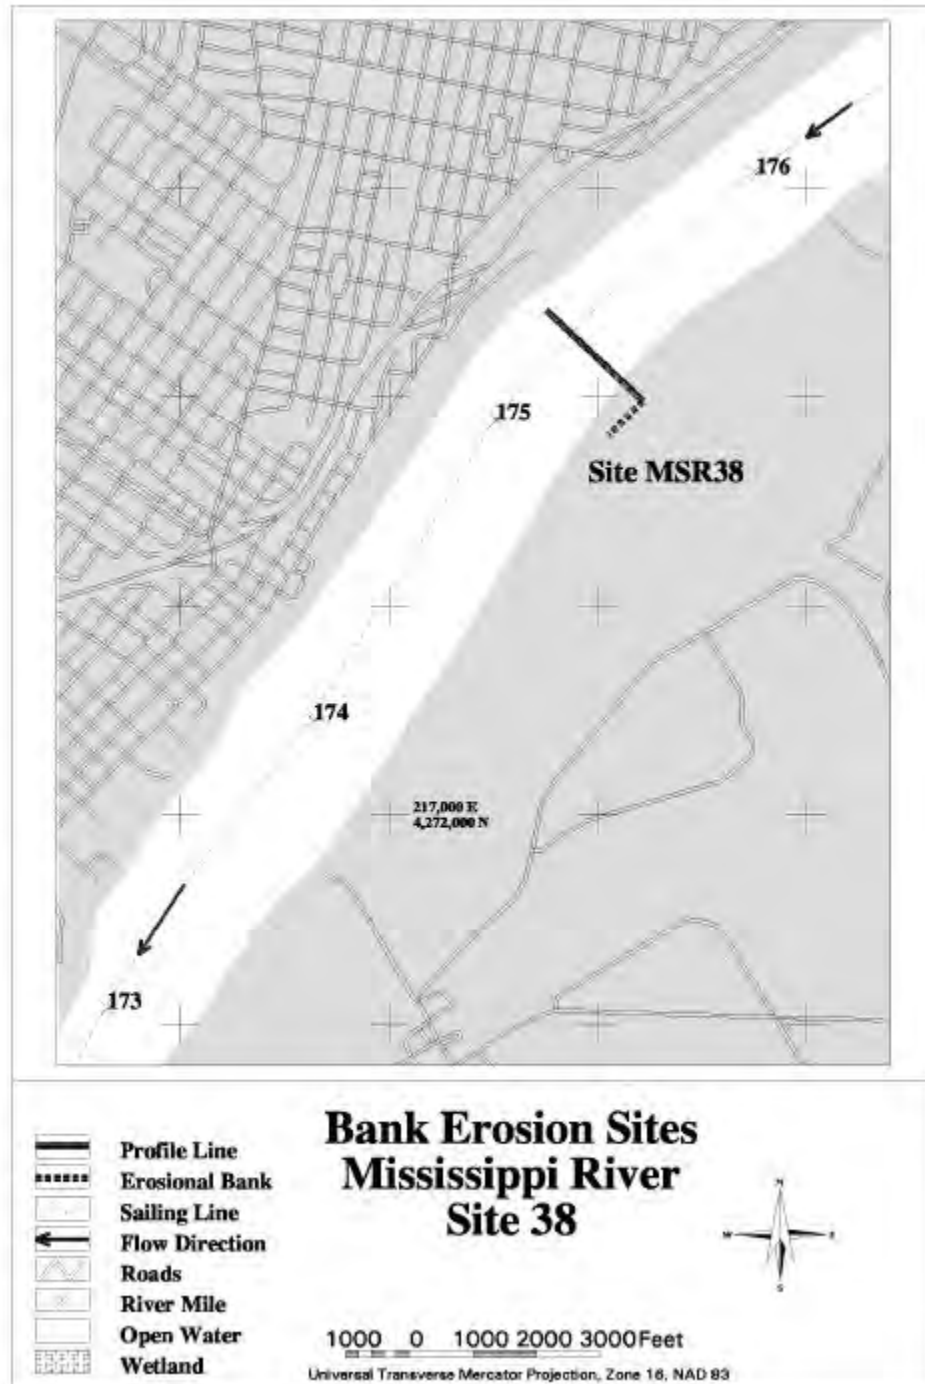 176
175
Site MSR38
174
217,000 E
4,272,000 N
173
Bank Erosion Sites
Mississippi River
Site 38
Profile Line
Erosional Bank
Sailing Line
Flow Direction
Roads
River Mile
Open Water
Wetland
N
W E
S
1000 0 1000 2000 3000 Feet
Universal Transverse Mercator Projection, Zone 16, NAD 83